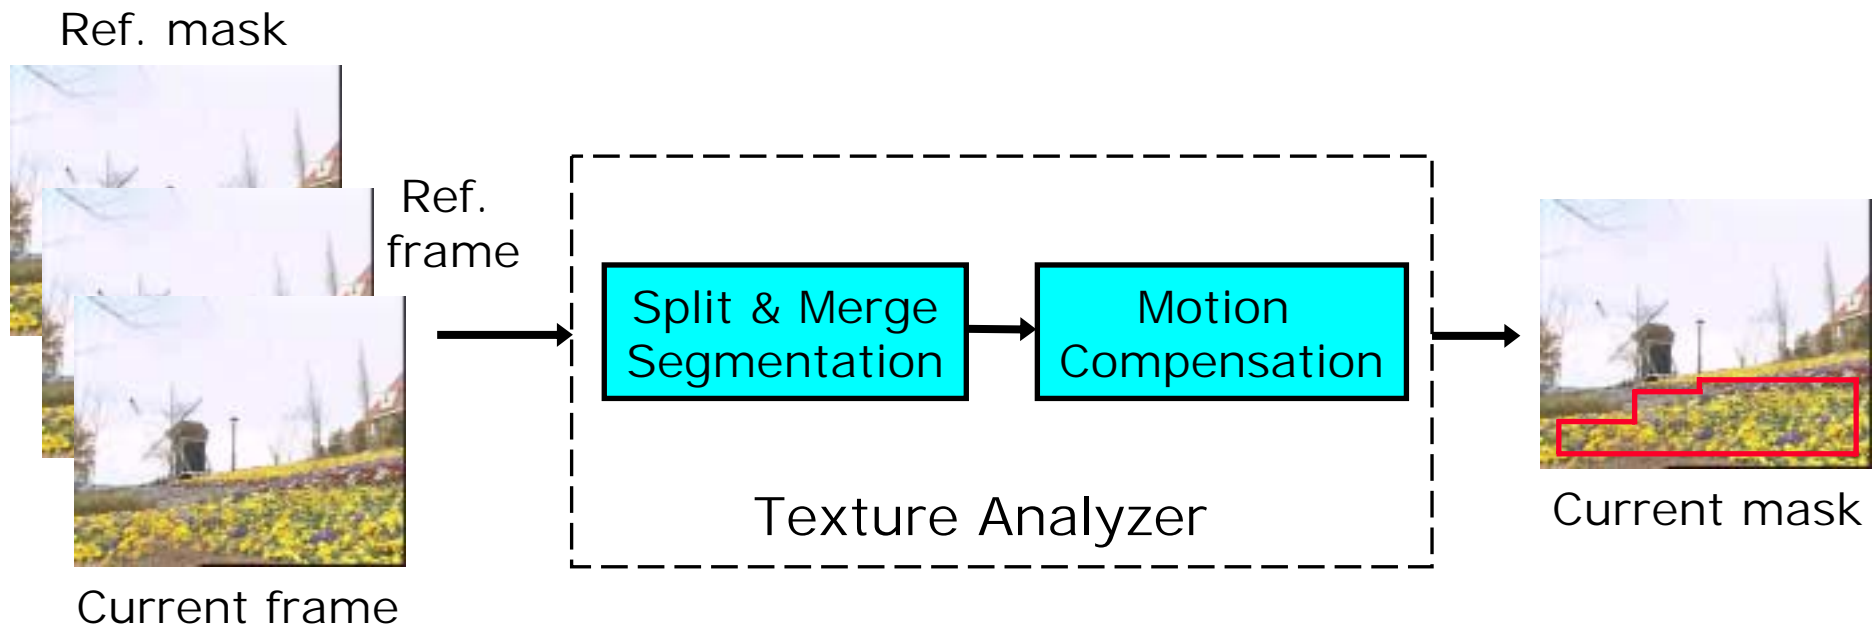 Ref. mask
Ref.
frame
Split & Merge
Segmentation
Motion
Compensation
Texture Analyzer
Current mask
Current frame